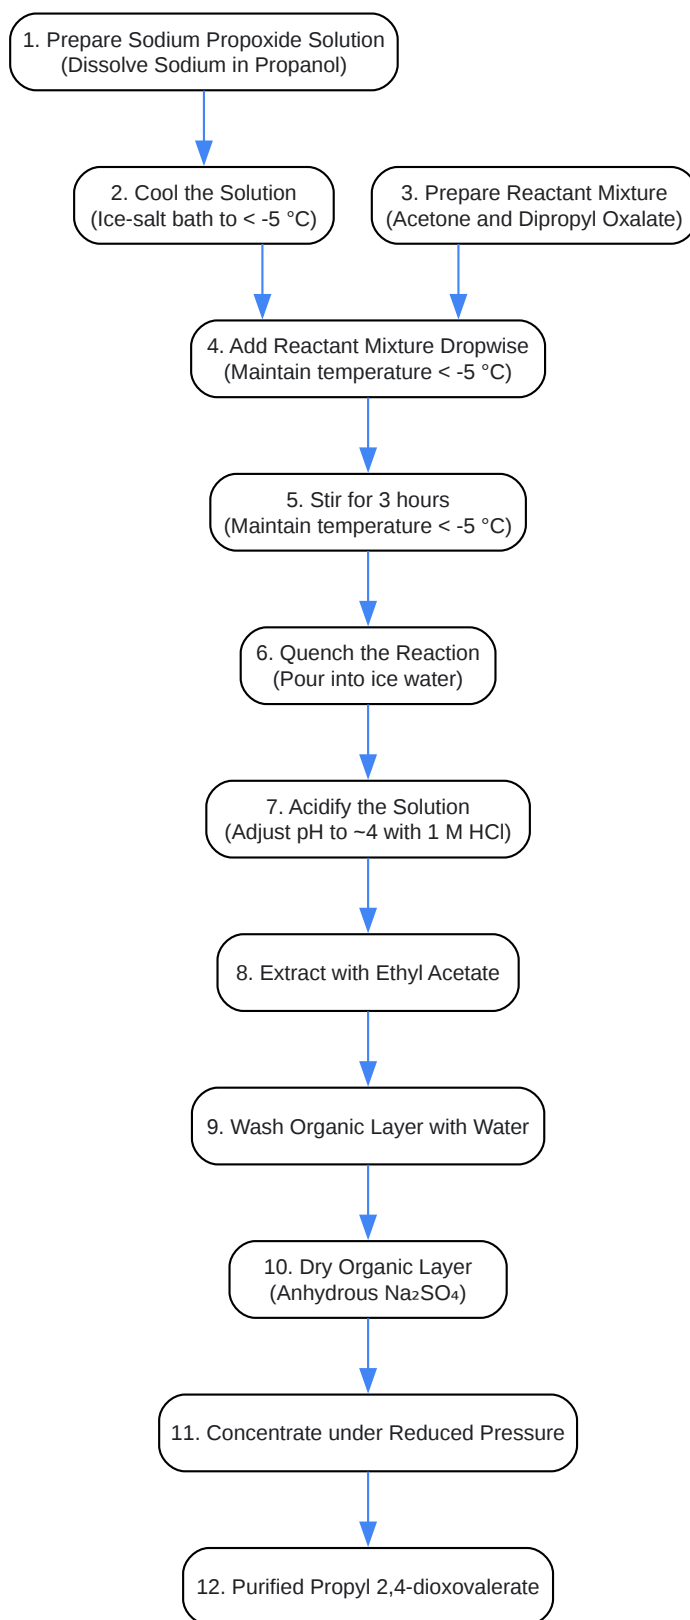 1. Prepare Sodium Propoxide Solution
(Dissolve Sodium in Propanol)
2. Cool the Solution
(Ice-salt bath to < -5 °C)
3. Prepare Reactant Mixture
(Acetone and Dipropyl Oxalate)
4. Add Reactant Mixture Dropwise
(Maintain temperature < -5 °C)
5. Stir for 3 hours
(Maintain temperature < -5 °C)
6. Quench the Reaction
(Pour into ice water)
7. Acidify the Solution
(Adjust pH to ~4 with 1 M HCl)
8. Extract with Ethyl Acetate
9. Wash Organic Layer with Water
10. Dry Organic Layer
(Anhydrous Na₂SO₄)
11. Concentrate under Reduced Pressure
12. Purified Propyl 2,4-dioxovalerate